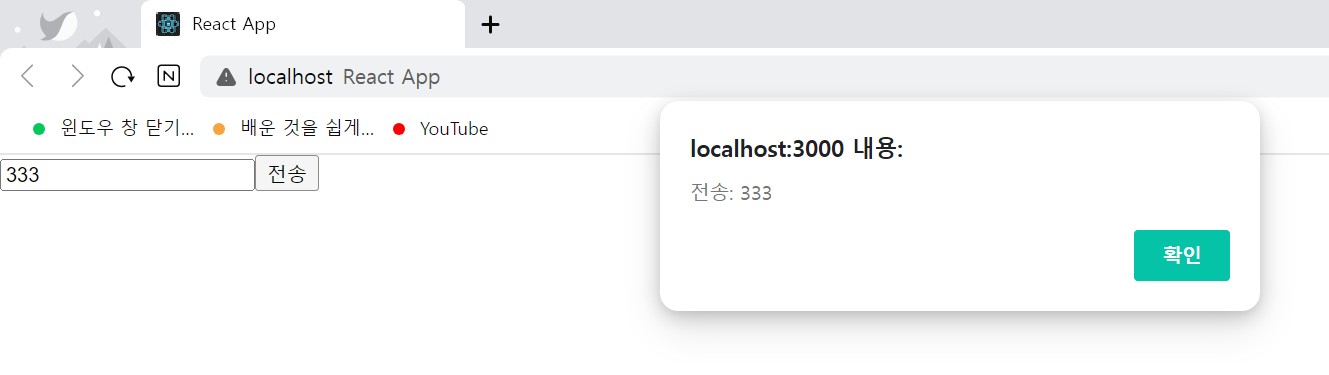 React App
localhost React App
윈도우 창 닫기... 배운 것을 쉽게... YouTube
localhost:3000 내용:
전송: 333
확인
333 전송